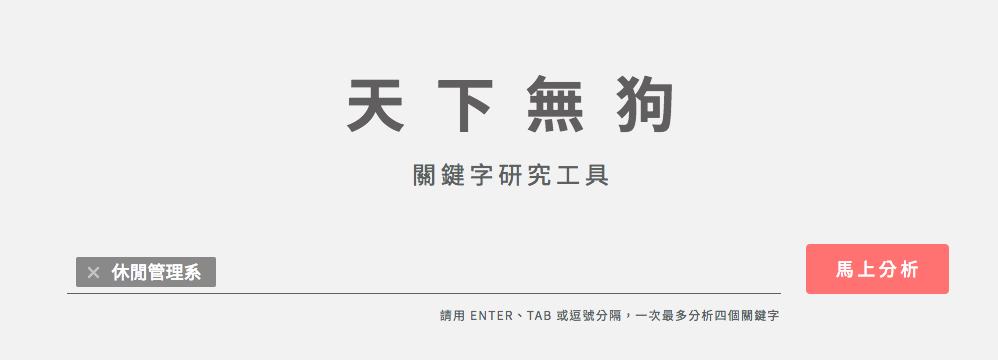 天下無狗
關鍵字研究工具
× 休閒管理系
馬上分析
請用 ENTER、TAB 或逗號分隔，一次最多分析四個關鍵字